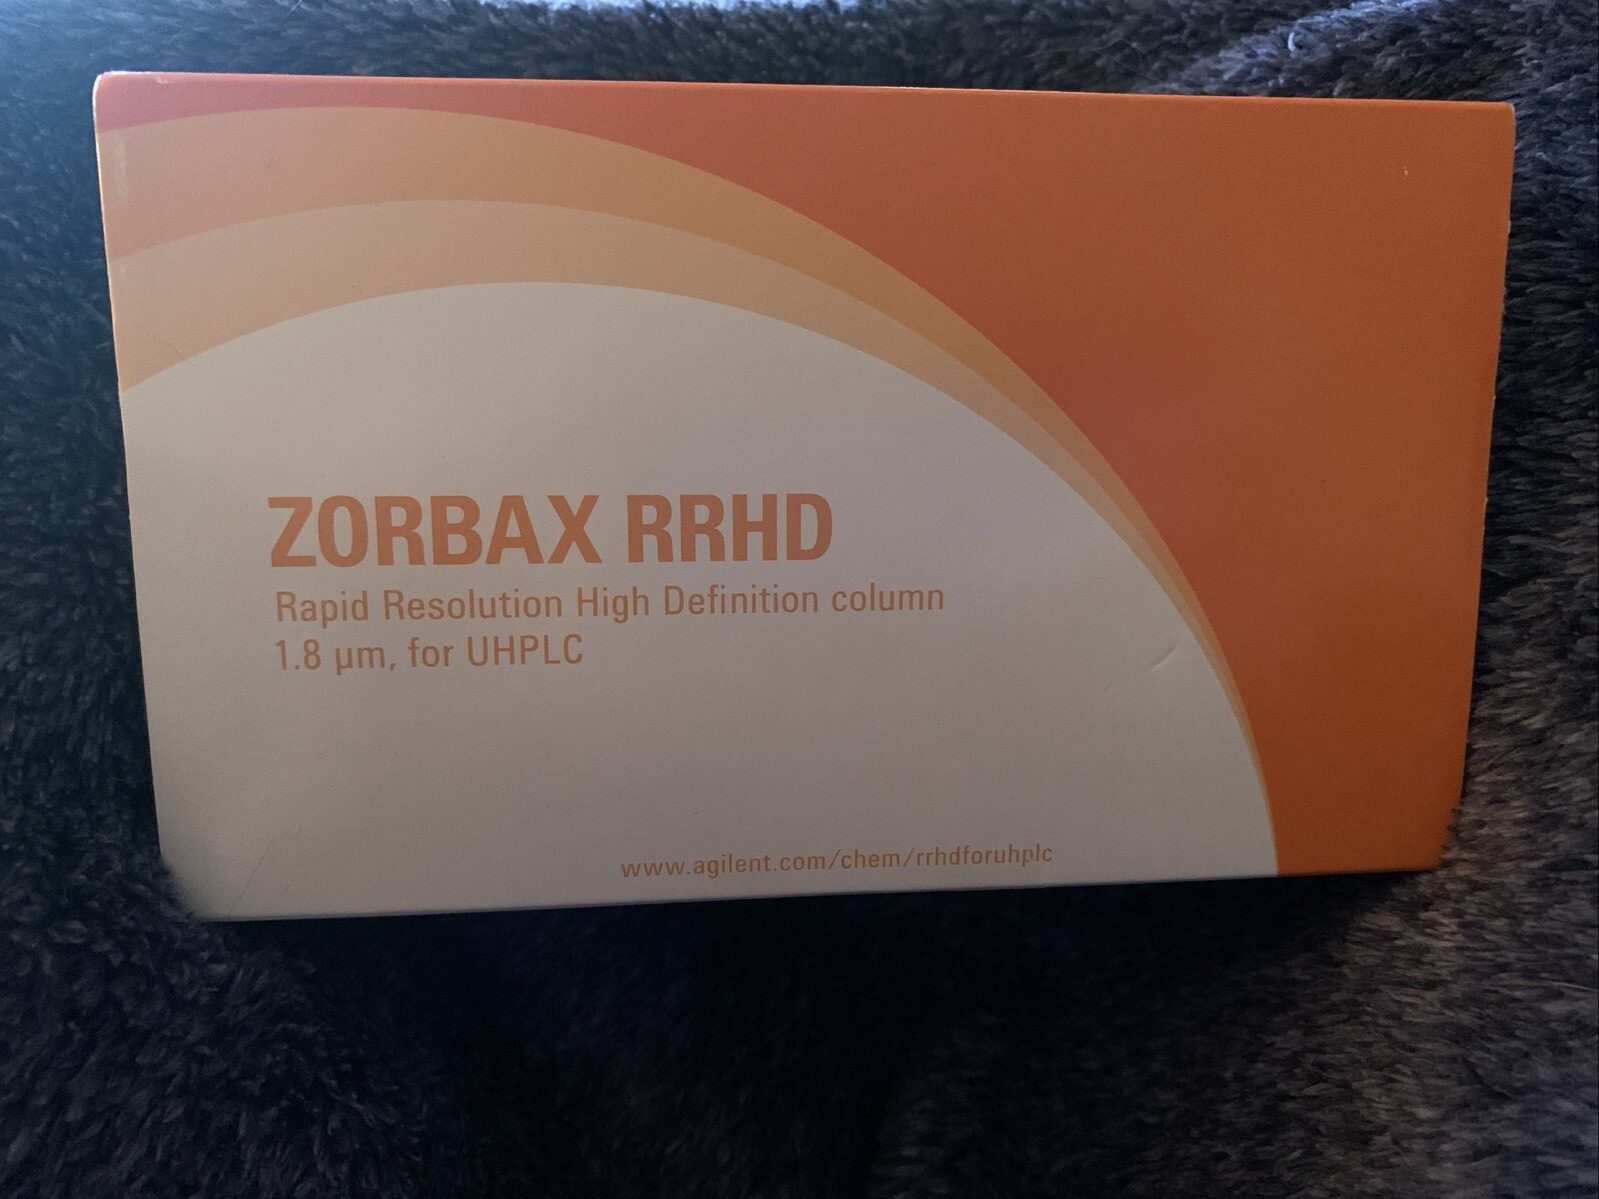 ZORBAX RRHD
Rapid Resolution High Definition column
1.8 µm, for UHPLC
www.agilent.com/chem/rrhdforuhplc